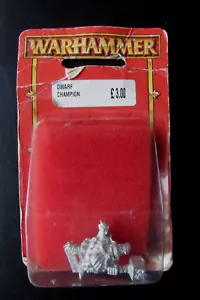 WARHAMMER
DWARF
CHAMPION
£ 3.00